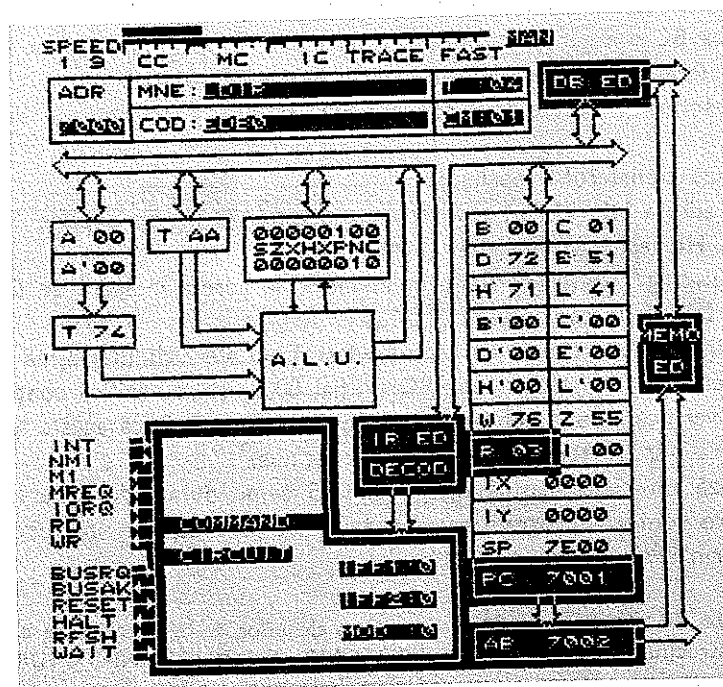 SPEED
1 9 CC MC IC TRACE FAST
ADR MNE:
COD: EDB0
DB ED
A 00
A'00
T AA
00000100
SZXHXPNC
00000010
T 74
A.L.U.
B 00 C 01
D 72 E 51
H 71 L 41
B'00 C'00
D'00 E'00
H'00 L'00
W 76 Z 55
R 03 I 00
IX 0000
IY 0000
SP 7E00
PC 7001
AB 7002
MEMO
ED
IR ED
DECOD
INT
NMI
M1
MREQ
IORQ
RD
WR
BUSRQ
BUSAK
RESET
HALT
RFSH
WAIT
COMMAND
CIRCUIT
IFF1 0
IFF2 0